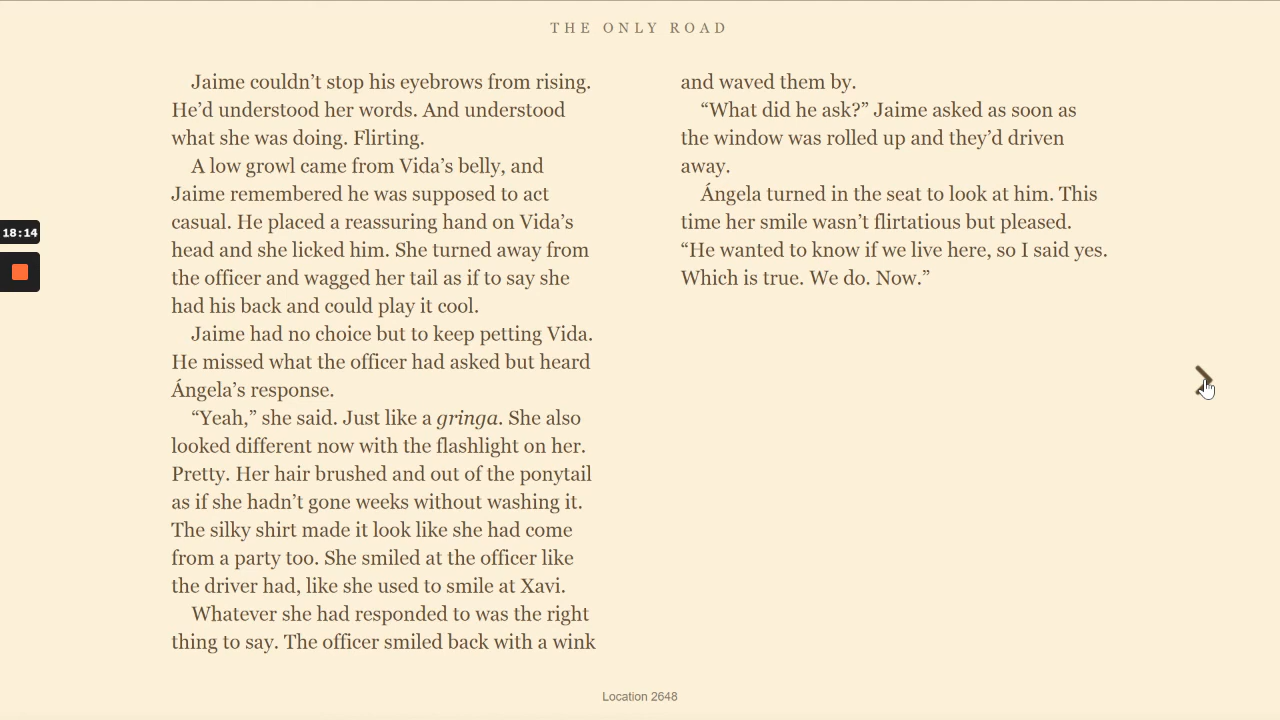 THE ONLY ROAD
Jaime couldn’t stop his eyebrows from rising.
He’d understood her words. And understood
what she was doing. Flirting.
A low growl came from Vida’s belly, and
Jaime remembered he was supposed to act
casual. He placed a reassuring hand on Vida’s
head and she licked him. She turned away from
the officer and wagged her tail as if to say she
had his back and could play it cool.
Jaime had no choice but to keep petting Vida.
He missed what the officer had asked but heard
Ángela’s response.
“Yeah,” she said. Just like a gringa. She also
looked different now with the flashlight on her.
Pretty. Her hair brushed and out of the ponytail
as if she hadn’t gone weeks without washing it.
The silky shirt made it look like she had come
from a party too. She smiled at the officer like
the driver had, like she used to smile at Xavi.
Whatever she had responded to was the right
thing to say. The officer smiled back with a wink
and waved them by.
“What did he ask?” Jaime asked as soon as
the window was rolled up and they’d driven
away.
Ángela turned in the seat to look at him. This
time her smile wasn’t flirtatious but pleased.
“He wanted to know if we live here, so I said yes.
Which is true. We do. Now.”
18:14
Location 2648